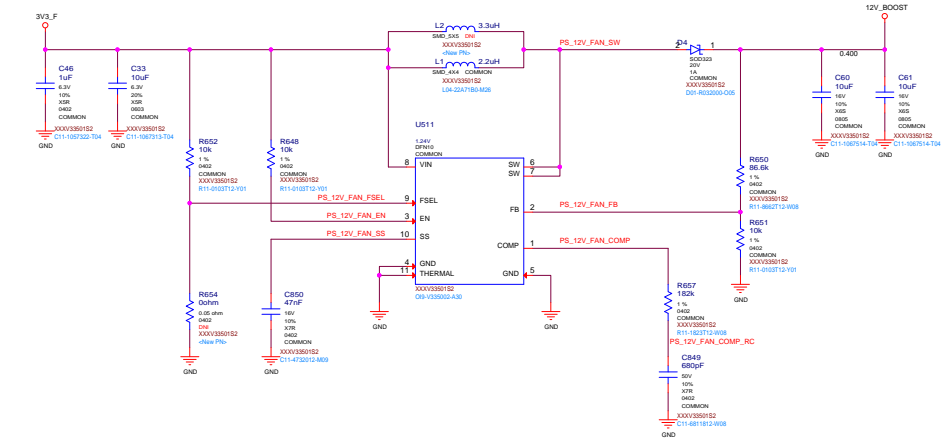 3V3_F
C46
1uF
6.3V
10%
X5R
0402
COMMON
XXXV33501S2
C11-1057322-T04
GND
C33
10uF
6.3V
20%
X5R
0603
COMMON
XXXV33501S2
C11-1067313-T04
GND
R652
10k
1 %
0402
COMMON
XXXV33501S2
R11-0103T12-Y01
R648
10k
1 %
0402
COMMON
XXXV33501S2
R11-0103T12-Y01
L2 3.3uH
SMD_5X5 DNI
XXXV33501S2
<New PN>
L1 2.2uH
SMD_4X4 COMMON
XXXV33501S2
L04-22A71B0-M26
PS_12V_FAN_SW
D4
2 1
SOD323
20V
1A
COMMON
D01-R032000-O05
12V_BOOST
0.400
C60
10uF
16V
10%
X6S
0805
COMMON
XXXV33501S2
C11-1067514-T04
GND
C61
10uF
16V
10%
X6S
0805
COMMON
XXXV33501S2
C11-1067514-T04
GND
U511
1.24V
DFN10
COMMON
8 VIN
9 FSEL
3 EN
10 SS
4 GND
11 THERMAL
SW 6
SW 7
FB 2
COMP 1
GND 5
XXXV33501S2
OI9-V335002-A30
PS_12V_FAN_FSEL
PS_12V_FAN_EN
PS_12V_FAN_SS
PS_12V_FAN_FB
PS_12V_FAN_COMP
GND
GND
R650
86.6k
1 %
0402
COMMON
XXXV33501S2
R11-8662T12-W08
R651
10k
1 %
0402
COMMON
XXXV33501S2
R11-0103T12-Y01
GND
R654
0ohm
0.05 ohm
0402
DNI
XXXV33501S2
<New PN>
GND
C850
47nF
16V
10%
X7R
0402
COMMON
XXXV33501S2
C11-4732012-M09
GND
R657
182k
1 %
0402
COMMON
XXXV33501S2
R11-1823T12-W08
PS_12V_FAN_COMP_RC
C849
680pF
50V
10%
X7R
0402
COMMON
XXXV33501S2
C11-6811812-W08
GND